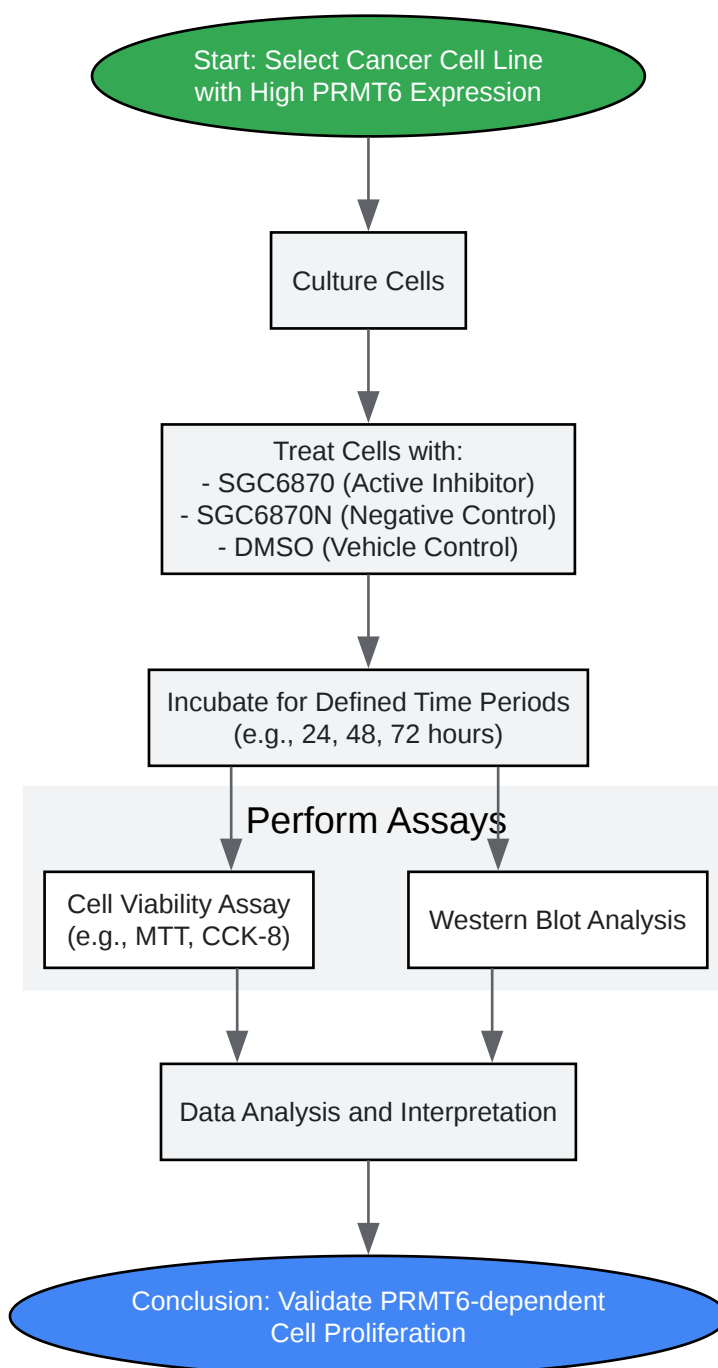 Start: Select Cancer Cell Line
with High PRMT6 Expression
Culture Cells
Treat Cells with:
- SGC6870 (Active Inhibitor)
- SGC6870N (Negative Control)
- DMSO (Vehicle Control)
Incubate for Defined Time Periods
(e.g., 24, 48, 72 hours)
Perform Assays
Cell Viability Assay
(e.g., MTT, CCK-8)
Western Blot Analysis
Data Analysis and Interpretation
Conclusion: Validate PRMT6-dependent
Cell Proliferation